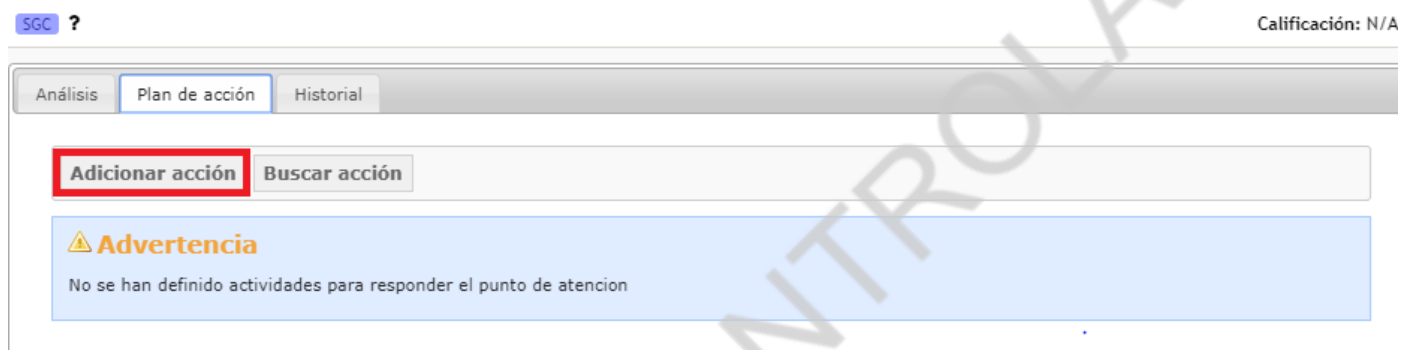 SGC ? Calificación: N/A
Análisis Plan de acción Historial
Adicionar acción Buscar acción
Advertencia
No se han definido actividades para responder el punto de atencion
NTROLA